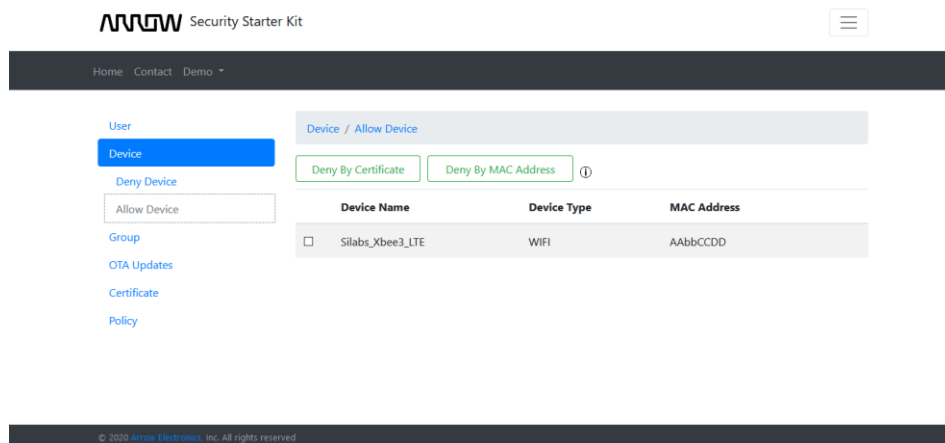 ARROW Security Starter Kit
Home Contact Demo
User
Device
Deny Device
Allow Device
Group
OTA Updates
Certificate
Policy
Device / Allow Device
Deny By Certificate Deny By MAC Address
Device Name Device Type MAC Address
Silabs_Xbee3_LTE WIFI AAbbCCDD
© 2020 Arrow Electronics, Inc. All rights reserved